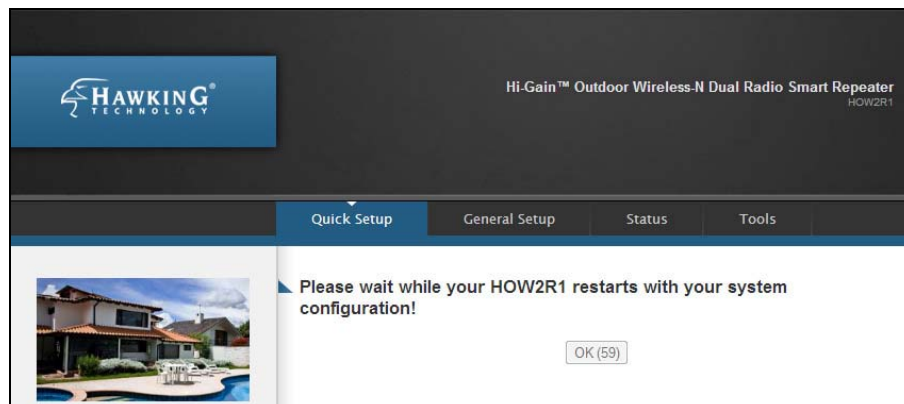 HAWKING®
TECHNOLOGY
Hi-Gain™ Outdoor Wireless-N Dual Radio Smart Repeater
HOW2R1
Quick Setup General Setup Status Tools
Please wait while your HOW2R1 restarts with your system
configuration!
OK (59)